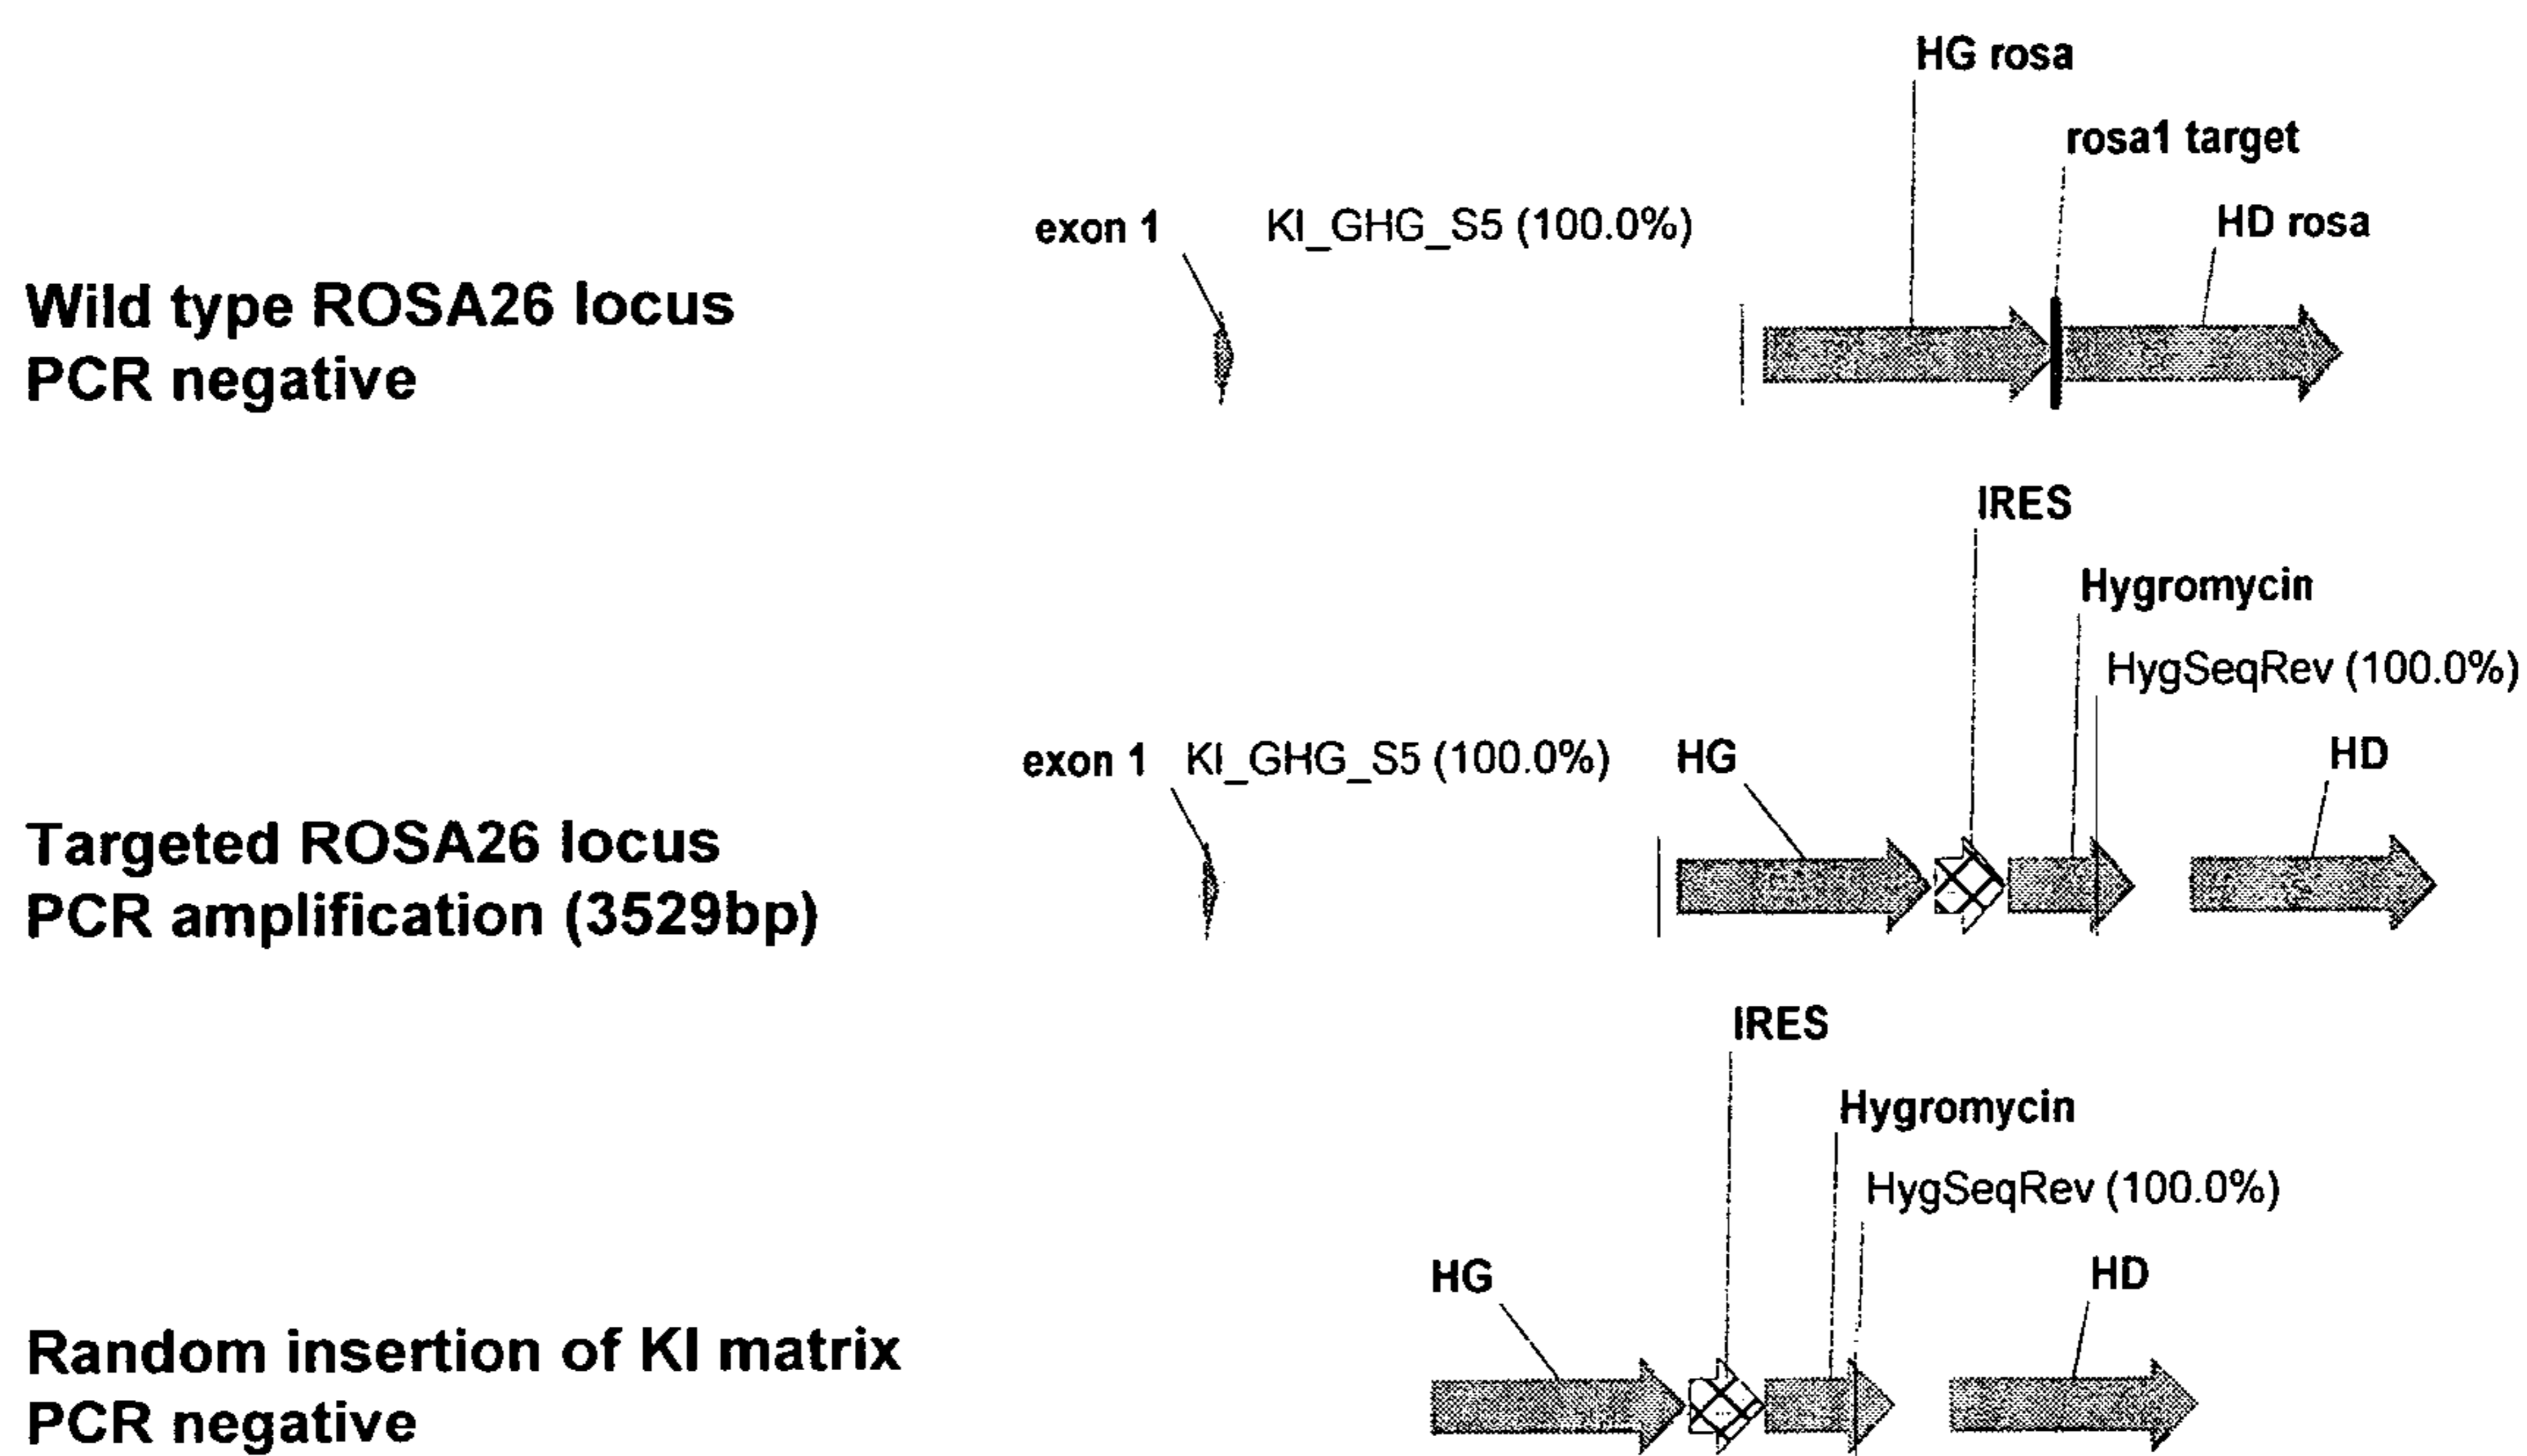 HG rosa
rosa1 target
exon 1 KI_GHG_S5 (100.0%)
HD rosa
Wild type ROSA26 locus
PCR negative
IRES
Hygromycin
HygSeqRev (100.0%)
exon 1 KI_GHG_S5 (100.0%) HG HD
Targeted ROSA26 locus
PCR amplification (3529bp)
IRES
Hygromycin
HygSeqRev (100.0%)
HG HD
Random insertion of KI matrix
PCR negative